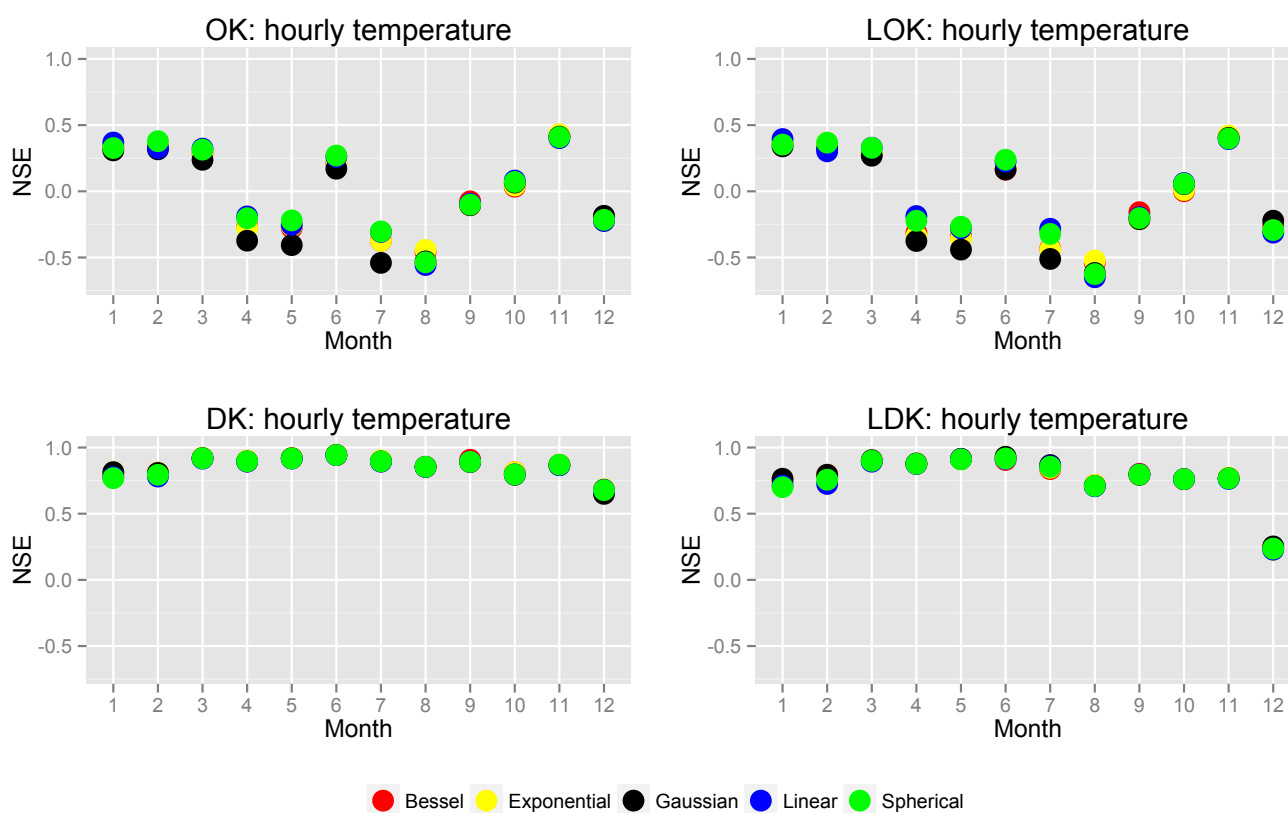 OK: hourly temperature
NSE
1.0
0.5
0.0
-0.5
1 2 3 4 5 6 7 8 9 10 11 12
Month
LOK: hourly temperature
NSE
1.0
0.5
0.0
-0.5
1 2 3 4 5 6 7 8 9 10 11 12
Month
DK: hourly temperature
NSE
1.0
0.5
0.0
-0.5
1 2 3 4 5 6 7 8 9 10 11 12
Month
LDK: hourly temperature
NSE
1.0
0.5
0.0
-0.5
1 2 3 4 5 6 7 8 9 10 11 12
Month
Bessel Exponential Gaussian Linear Spherical